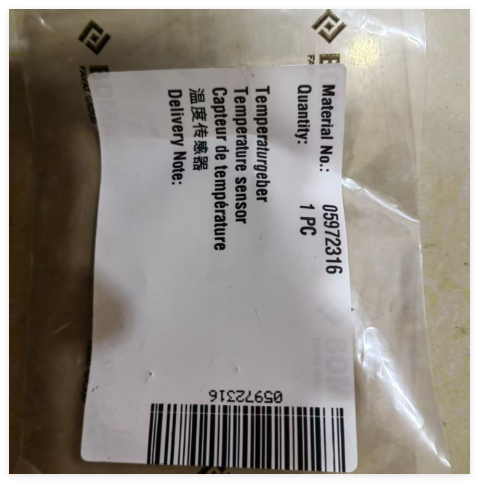 Material No.: 05972316
Quantity: 1 PC
Temperaturgeber
Temperature sensor
Capteur de température
温度传感器
Delivery Note:
05972316